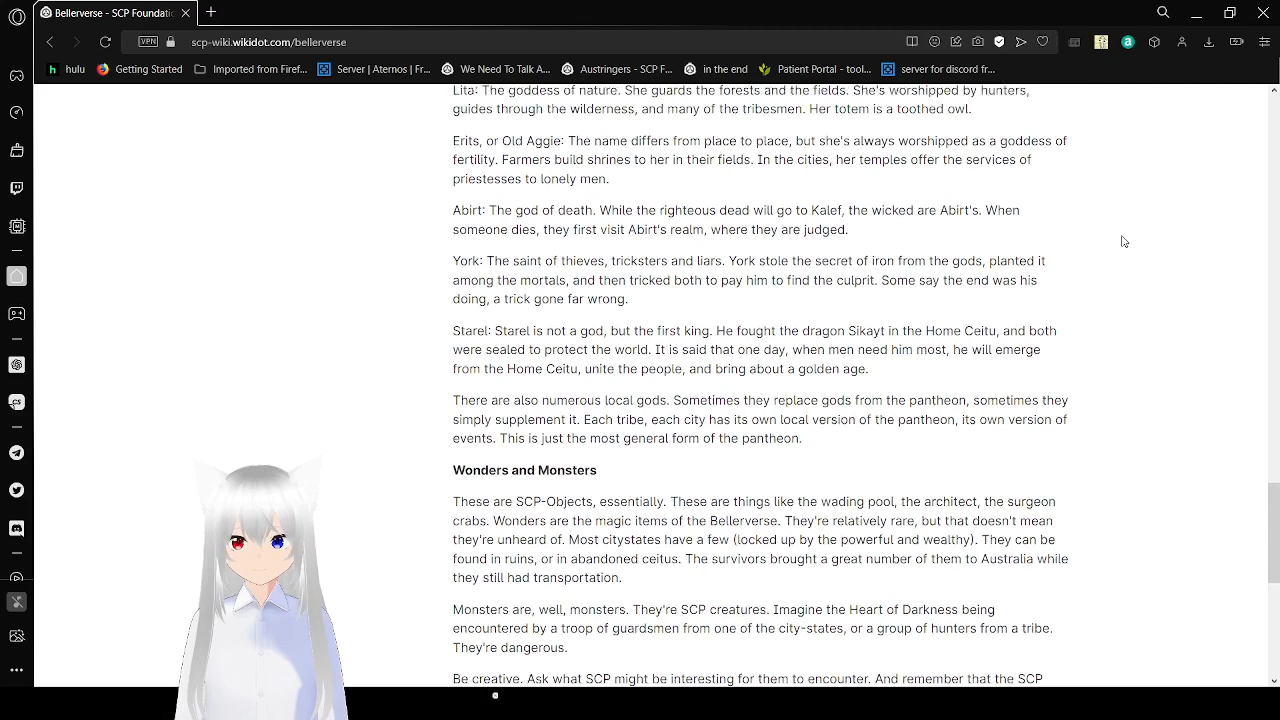 Bellerverse - SCP Foundatic
scp-wiki.wikidot.com/bellerverse
VPN
hulu
Getting Started
Imported from Firef...
Server | Aternos | Fr...
We Need To Talk A...
Austringers - SCP F...
in the end
Patient Portal - tool...
server for discord fr...
Lita: The goddess of nature. She guards the forests and the fields. She's worshipped by hunters,
guides through the wilderness, and many of the tribesmen. Her totem is a toothed owl.
Erits, or Old Aggie: The name differs from place to place, but she's always worshipped as a goddess of
fertility. Farmers build shrines to her in their fields. In the cities, her temples offer the services of
priestesses to lonely men.
Abirt: The god of death. While the righteous dead will go to Kalef, the wicked are Abirt's. When
someone dies, they first visit Abirt's realm, where they are judged.
York: The saint of thieves, tricksters and liars. York stole the secret of iron from the gods, planted it
among the mortals, and then tricked both to pay him to find the culprit. Some say the end was his
doing, a trick gone far wrong.
Starel: Starel is not a god, but the first king. He fought the dragon Sikayt in the Home Ceitu, and both
were sealed to protect the world. It is said that one day, when men need him most, he will emerge
from the Home Ceitu, unite the people, and bring about a golden age.
There are also numerous local gods. Sometimes they replace gods from the pantheon, sometimes they
simply supplement it. Each tribe, each city has its own local version of the pantheon, its own version of
events. This is just the most general form of the pantheon.
Wonders and Monsters
These are SCP-Objects, essentially. These are things like the wading pool, the architect, the surgeon
crabs. Wonders are the magic items of the Bellerverse. They're relatively rare, but that doesn't mean
they're unheard of. Most citystates have a few (locked up by the powerful and wealthy). They can be
found in ruins, or in abandoned ceitus. The survivors brought a great number of them to Australia while
they still had transportation.
Monsters are, well, monsters. They're SCP creatures. Imagine the Heart of Darkness being
encountered by a troop of guardsmen from one of the city-states, or a group of hunters from a tribe.
They're dangerous.
Be creative. Ask what SCP might be interesting for them to encounter. And remember that the SCP